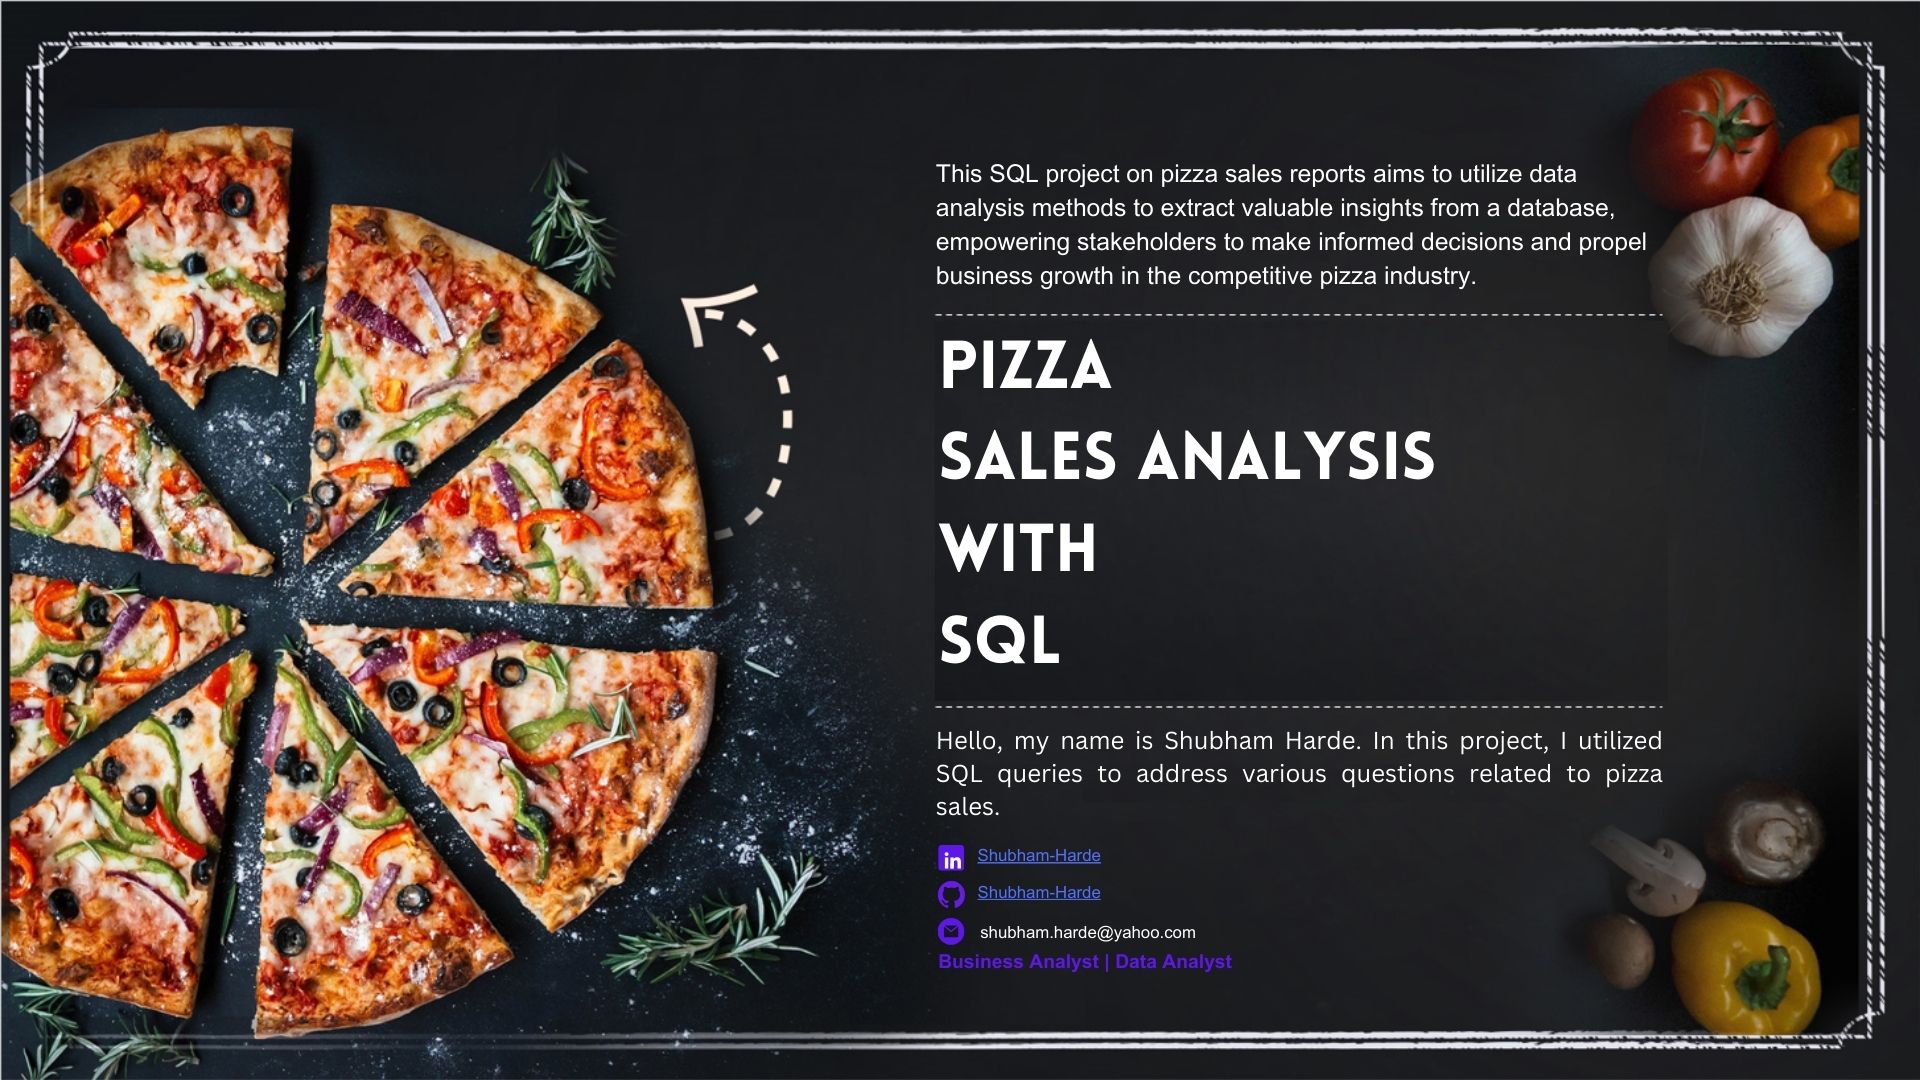 This SQL project on pizza sales reports aims to utilize data
analysis methods to extract valuable insights from a database,
empowering stakeholders to make informed decisions and propel
business growth in the competitive pizza industry.
PIZZA
SALES ANALYSIS
WITH
SQL
Hello, my name is Shubham Harde. In this project, I utilized
SQL queries to address various questions related to pizza
sales.
in Shubham-Harde
Shubham-Harde
shubham.harde@yahoo.com
Business Analyst | Data Analyst